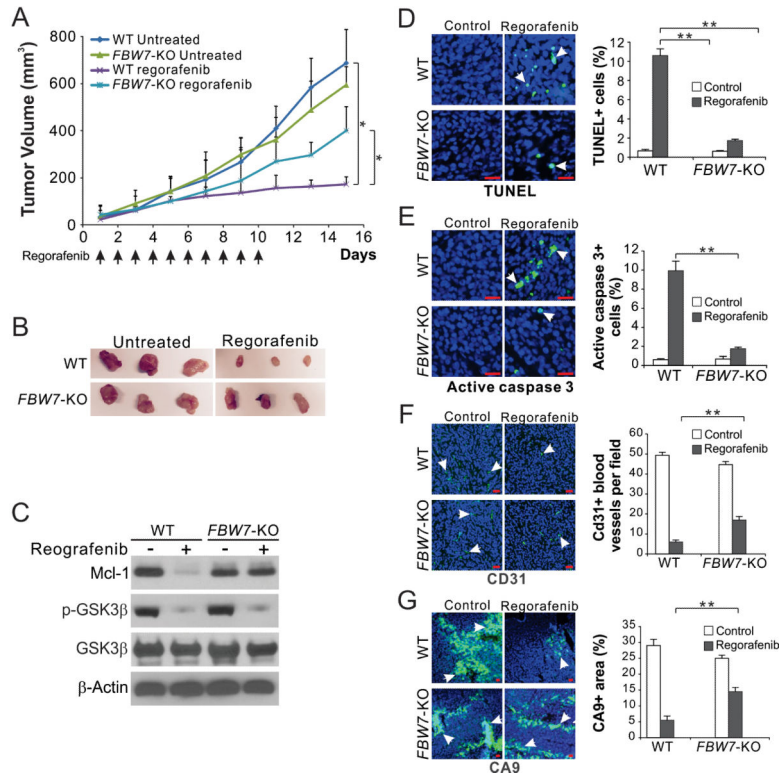 A
WT Untreated
FBW7-KO Untreated
WT regorafenib
FBW7-KO regorafenib
Tumor Volume (mm3)
800
600
400
200
0
*
*
0 2 4 6 8 10 12 14 16
Regorafenib
Days
B
Untreated Regorafenib
WT
FBW7-KO
C
WT FBW7-KO
Reografenib - + - +
Mcl-1
p-GSK3β
GSK3β
β-Actin
D
Control Regorafenib
WT
FBW7-KO
TUNEL
TUNEL+ cells (%)
12
10
8
6
4
2
0
**
**
Control
Regorafenib
WT FBW7-KO
E
Control Regorafenib
WT
FBW7-KO
Active caspase 3
Active caspase 3+
cells (%)
12
10
8
6
4
2
0
**
Control
Regorafenib
WT FBW7-KO
F
Control Regorafenib
WT
FBW7-KO
CD31
Cd31+ blood
vessels per field
60
50
40
30
20
10
0
**
Control
Regorafenib
WT FBW7-KO
G
Control Regorafenib
WT
FBW7-KO
CA9
CA9+ area (%)
35
30
25
20
15
10
5
0
**
Control
Regorafenib
WT FBW7-KO